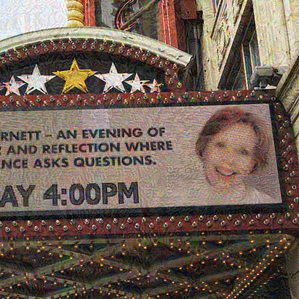 RNETT – AN EVENING OF
AND REFLECTION WHERE
NCE ASKS QUESTIONS.
AY 4:00PM